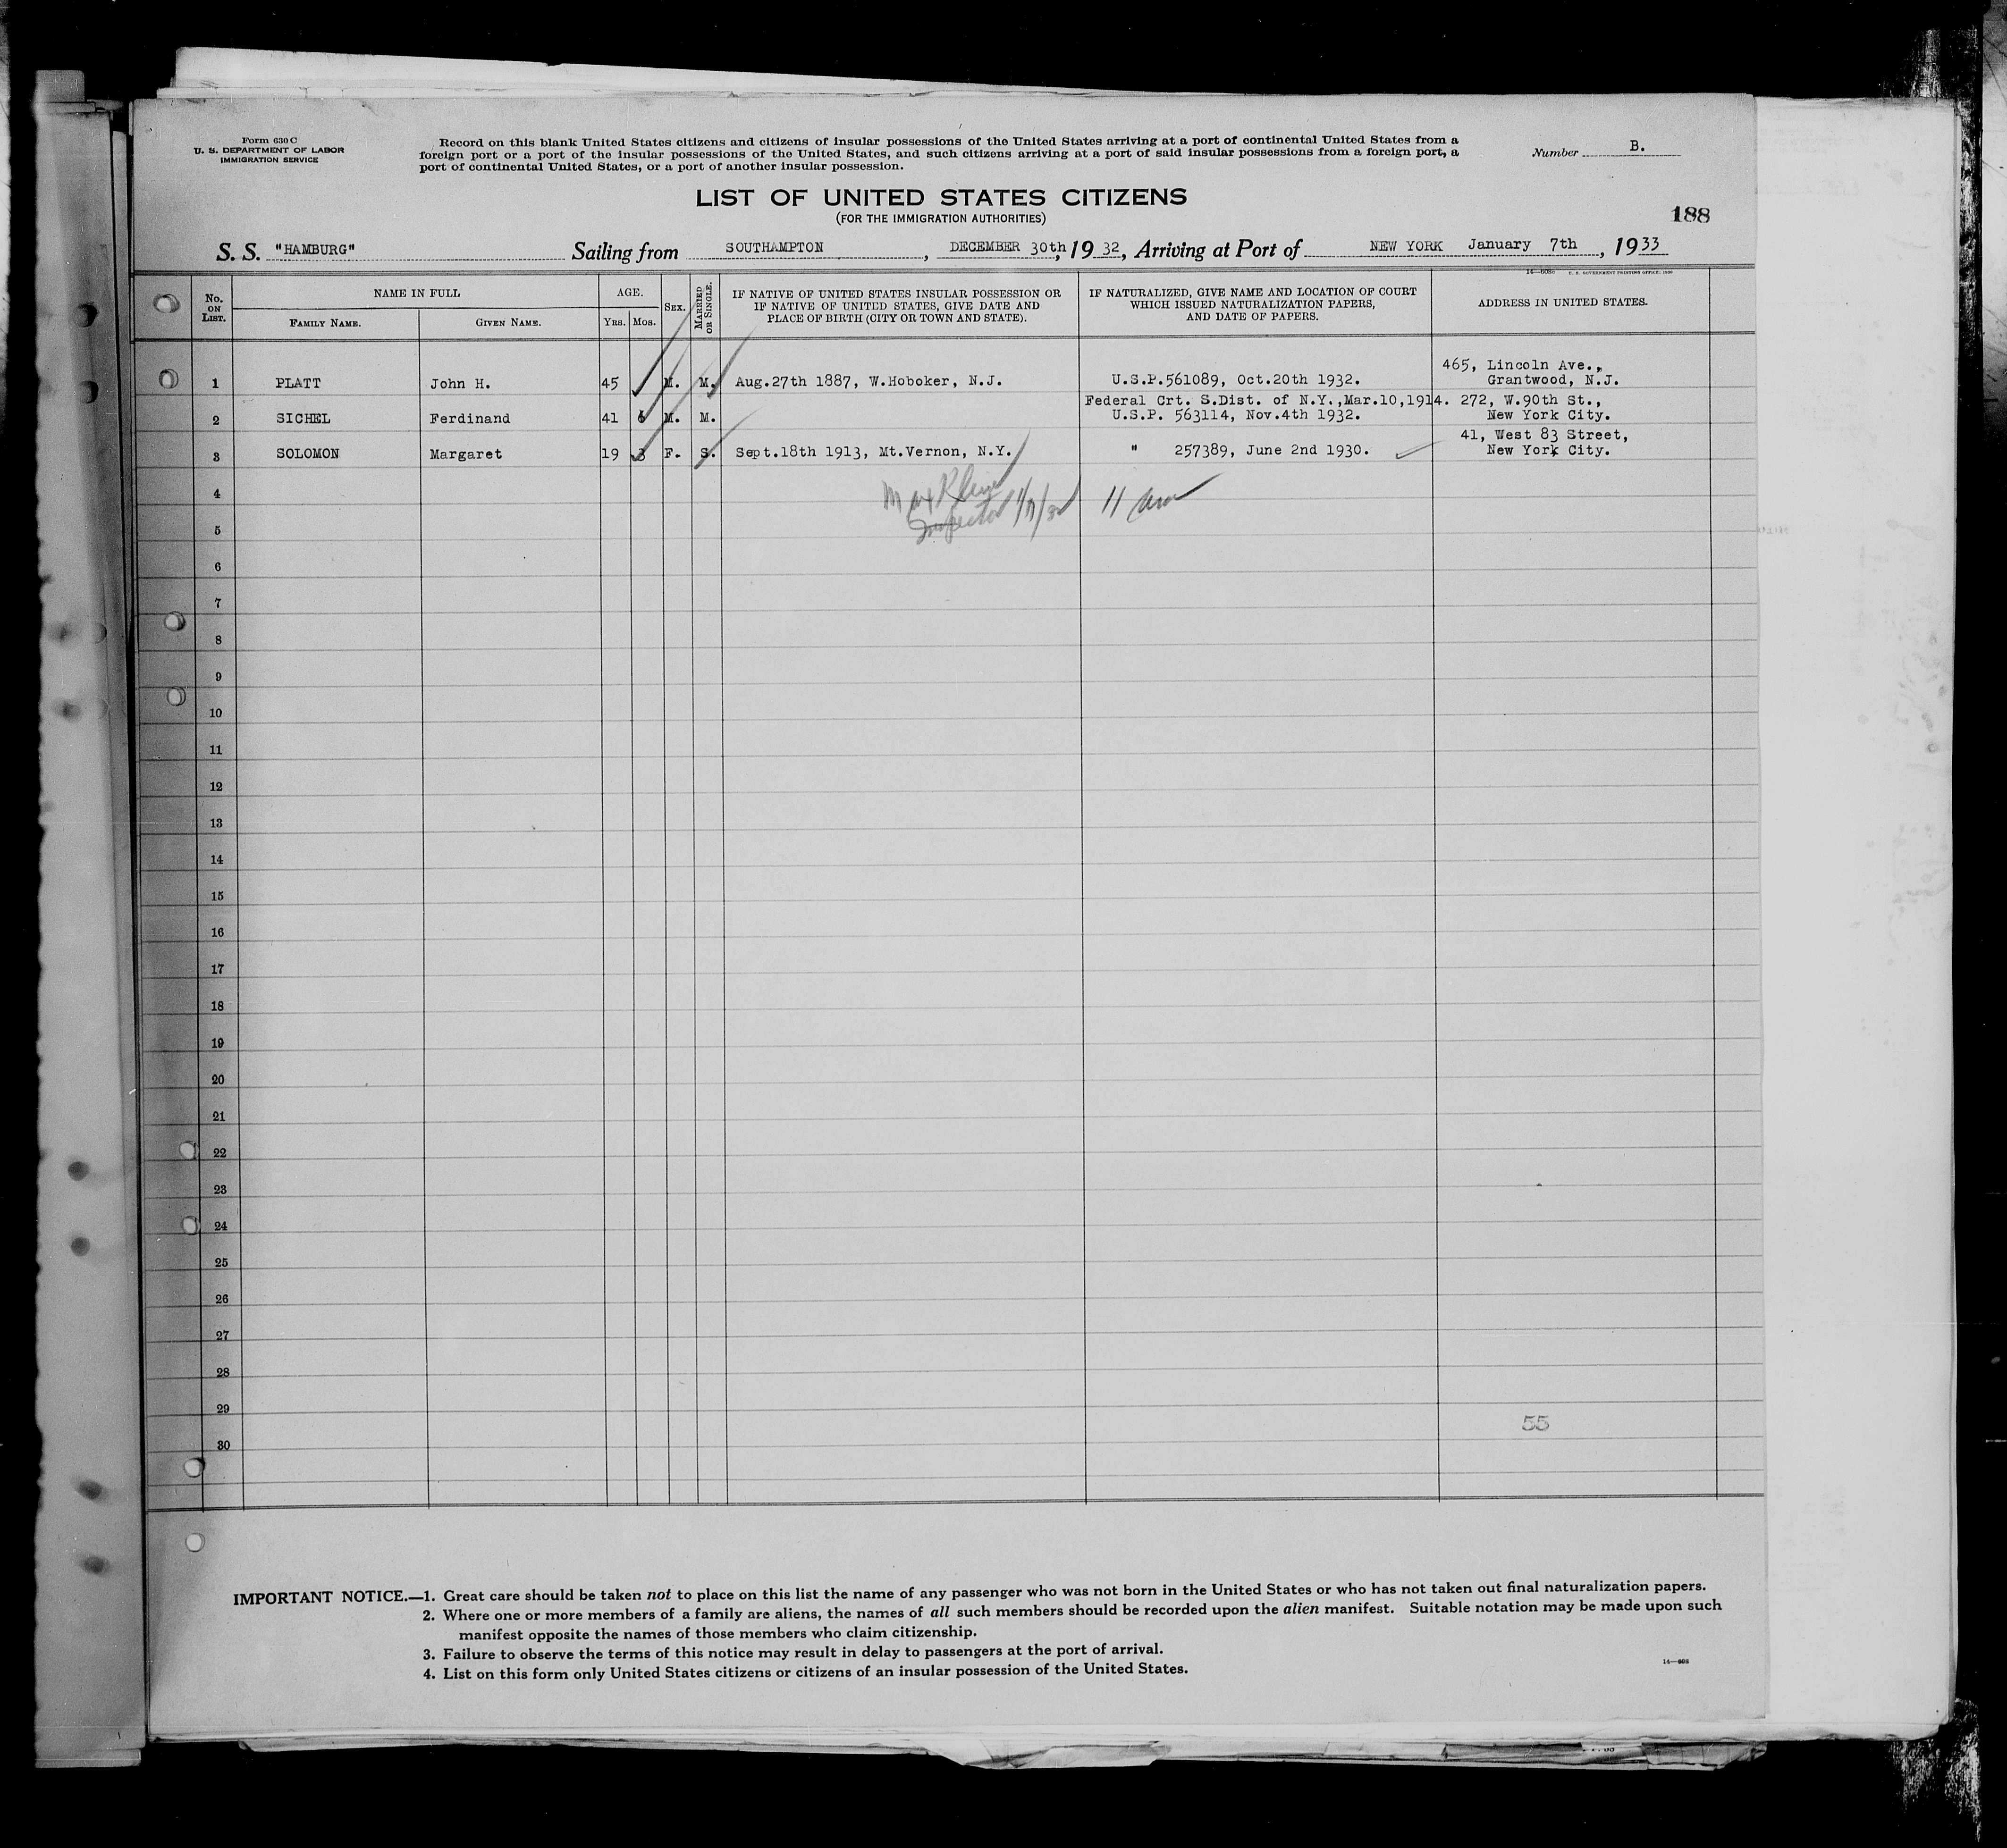 Form 630 C
U. S. DEPARTMENT OF LABOR
IMMIGRATION SERVICE
Record on this blank United States citizens and citizens of insular possessions of the United States arriving at a port of continental United States from a
foreign port or a port of the insular possessions of the United States, and such citizens arriving at a port of said insular possessions from a foreign port, a
port of continental United States, or a port of another insular possession.
Number B.
LIST OF UNITED STATES CITIZENS
(FOR THE IMMIGRATION AUTHORITIES)
188
S. S. "HAMBURG" Sailing from SOUTHAMPTON, DECEMBER 30th, 19 32, Arriving at Port of NEW YORK January 7th, 19 33
U. S. GOVERNMENT PRINTING OFFICE: 1930
No. ON LIST. NAME IN FULL AGE. SEX. MARRIED OR SINGLE. IF NATIVE OF UNITED STATES INSULAR POSSESSION OR IF NATIVE OF UNITED STATES, GIVE DATE AND PLACE OF BIRTH (CITY OR TOWN AND STATE). IF NATURALIZED, GIVE NAME AND LOCATION OF COURT WHICH ISSUED NATURALIZATION PAPERS, AND DATE OF PAPERS. ADDRESS IN UNITED STATES.
FAMILY NAME. GIVEN NAME. YRS. MOS.
465, Lincoln Ave.,
1 PLATT John H. 45 M. M. Aug.27th 1887, W.Hoboker, N.J. U.S.P.561089, Oct.20th 1932. Grantwood, N.J.
Federal Crt. S.Dist. of N.Y.,Mar.10,1914. 272, W.90th St.,
2 SICHEL Ferdinand 41 6 M. M. U.S.P. 563114, Nov.4th 1932. New York City.
41, West 83 Street,
3 SOLOMON Margaret 19 3 F. S. Sept.18th 1913, Mt.Vernon, N.Y. " 257389, June 2nd 1930. New York City.
4 Max 11
5 Inspector
6
7
8
9
10
11
12
13
14
15
16
17
18
19
20
21
22
23
24
25
26
27
28
29
55
30
IMPORTANT NOTICE.—1. Great care should be taken not to place on this list the name of any passenger who was not born in the United States or who has not taken out final naturalization papers.
2. Where one or more members of a family are aliens, the names of all such members should be recorded upon the alien manifest. Suitable notation may be made upon such
manifest opposite the names of those members who claim citizenship.
3. Failure to observe the terms of this notice may result in delay to passengers at the port of arrival.
4. List on this form only United States citizens or citizens of an insular possession of the United States.